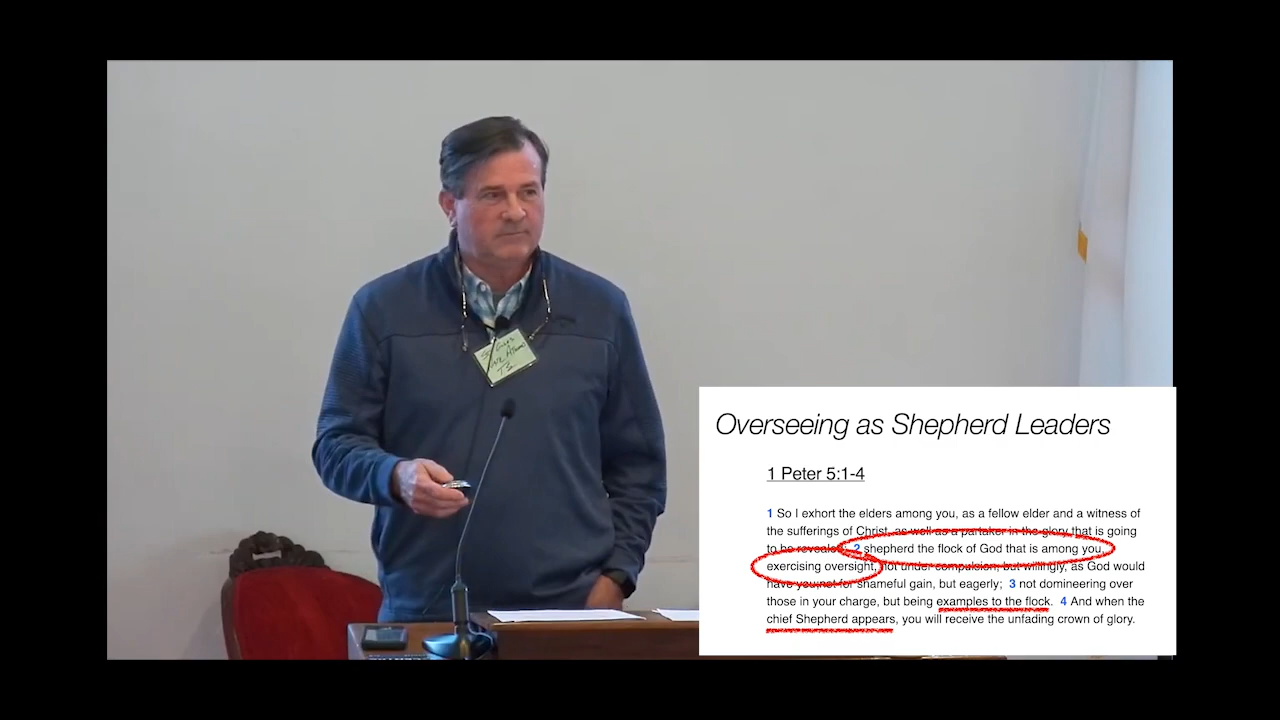 Overseeing as Shepherd Leaders
1 Peter 5:1-4
1 So I exhort the elders among you, as a fellow elder and a witness of
the sufferings of Christ, as well as a partaker in the glory that is going
to be revealed: 2 shepherd the flock of God that is among you,
exercising oversight, not under compulsion, but willingly, as God would
have you; not for shameful gain, but eagerly; 3 not domineering over
those in your charge, but being examples to the flock. 4 And when the
chief Shepherd appears, you will receive the unfading crown of glory.